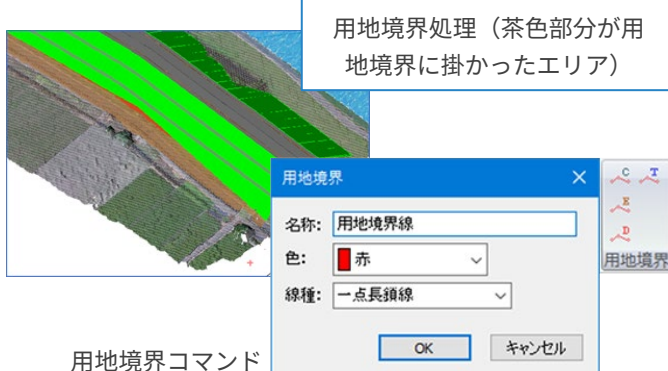 用地境界処理（茶色部分が用
地境界に掛かったエリア）
用地境界
名称: 用地境界線
色: 赤
線種: 一点長鎖線
OK キャンセル
C T
E
D
用地境界
用地境界コマンド